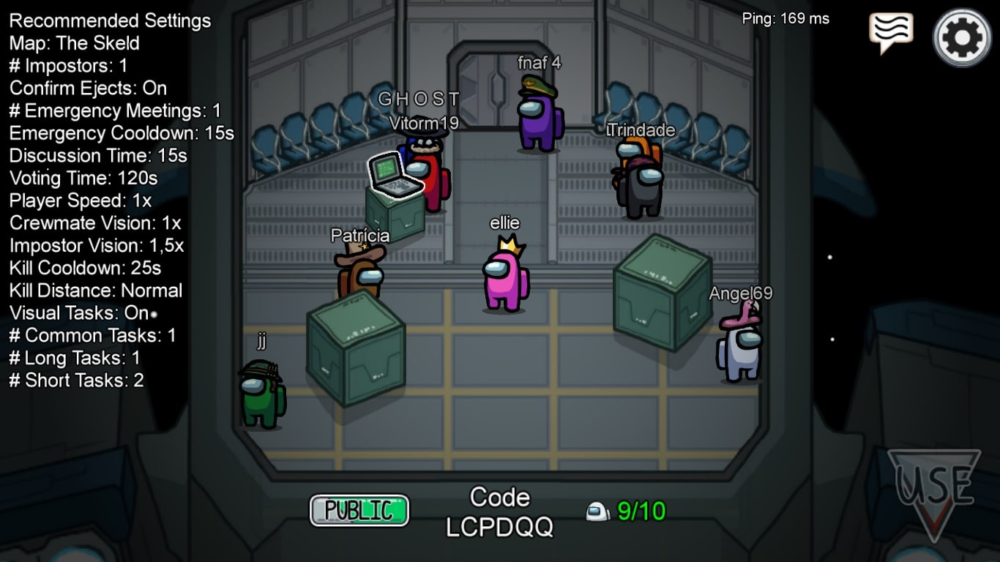 Recommended Settings
Map: The Skeld
# Impostors: 1
Confirm Ejects: On
# Emergency Meetings: 1
Emergency Cooldown: 15s
Discussion Time: 15s
Voting Time: 120s
Player Speed: 1x
Crewmate Vision: 1x
Impostor Vision: 1,5x
Kill Cooldown: 25s
Kill Distance: Normal
Visual Tasks: On
# Common Tasks: 1
# Long Tasks: 1
# Short Tasks: 2
Ping: 169 ms
fnaf 4
G H O S T
Vitorm19
Trindade
ellie
Patrícia
Angel69
jj
USE
PUBLIC
Code
LCPDQQ
9/10